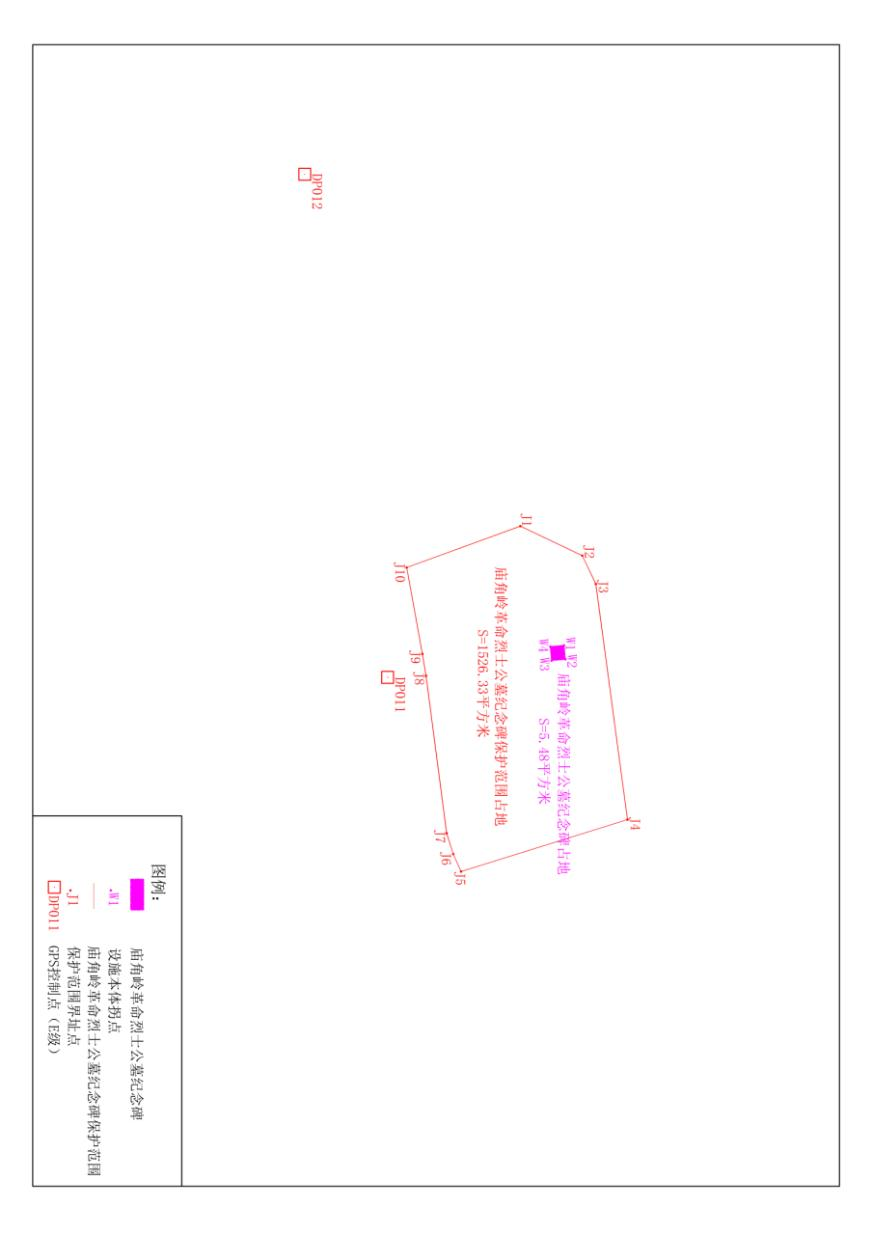 DP012
J1
J2
J3
J10
庙角岭革命烈士公墓纪念碑保护范围占地
S=1526.33平方米
W1 W2
W4 W3
庙角岭革命烈士公墓纪念碑占地
S=5.48平方米
J9
J8
DP011
J4
J7
J6
J5
图例：
庙角岭革命烈士公墓纪念碑
.W1 设施本体拐点
庙角岭革命烈士公墓纪念碑保护范围
.J1 保护范围界址点
DP011 GPS控制点（E级）